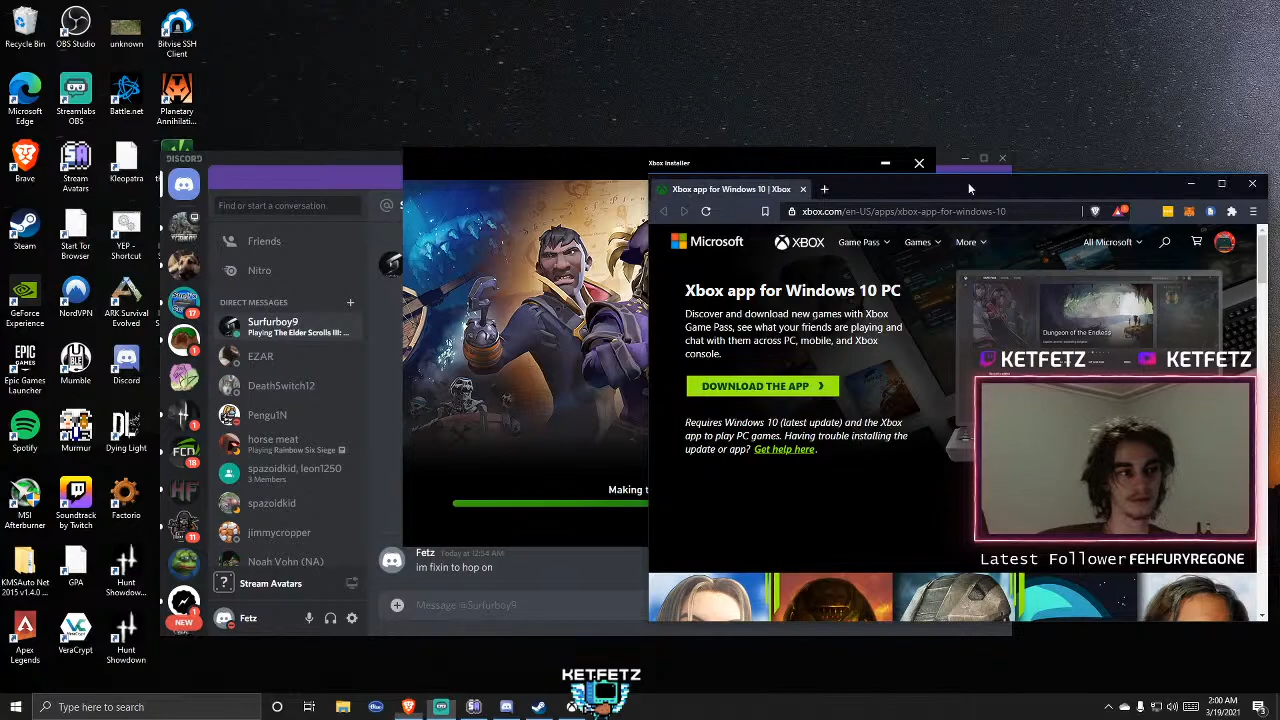 Recycle Bin
OBS Studio
unknown
Bitvise SSH
Client
Microsoft
Edge
Streamlabs
OBS
Battle.net
Planetary
Annihilati...
Brave
Stream
Avatars
Kleopatra
Steam
Start Tor
Browser
YEP -
Shortcut
GeForce
Experience
NordVPN
ARK Survival
Evolved
Epic Games
Launcher
Mumble
Discord
Spotify
Murmur
Dying Light
MSI
Afterburner
Soundtrack
by Twitch
Factorio
KMSAuto Net
2015 v1.4.0 ...
GPA
Hunt
Showdow...
Apex
Legends
VeraCrypt
Hunt
Showdown
DISCORD
Find or start a conversation
Friends
Nitro
DIRECT MESSAGES
Surfurboy9
Playing The Elder Scrolls III: ...
EZAR
DeathSwitch12
Pengu1N
horse meat
Playing Rainbow Six Siege
spazoidkid, leon1250
3 Members
spazoidkid
jimmycropper
Noah Vohn (NA)
Stream Avatars
Fetz
17
1
1
FCD
18
HF
11
1
NEW
@ S
Fetz Today at 12:54 AM
im fixin to hop on
Message @Surfurboy9
Xbox Installer
Making t
Xbox app for Windows 10 | Xbox
xbox.com/en-US/apps/xbox-app-for-windows-10
Microsoft
XBOX
Game Pass
Games
More
All Microsoft
Xbox app for Windows 10 PC
Discover and download new games with Xbox
Game Pass, see what your friends are playing and
chat with them across PC, mobile, and Xbox
console.
DOWNLOAD THE APP
Requires Windows 10 (latest update) and the Xbox
app to play PC games. Having trouble installing the
update or app? Get help here.
Dungeon of the Endless
KETFETZ
KETFETZ
Latest Follower FEHFURYREGONE
KETFETZ
Type here to search
2:00 AM
3/19/2021
3